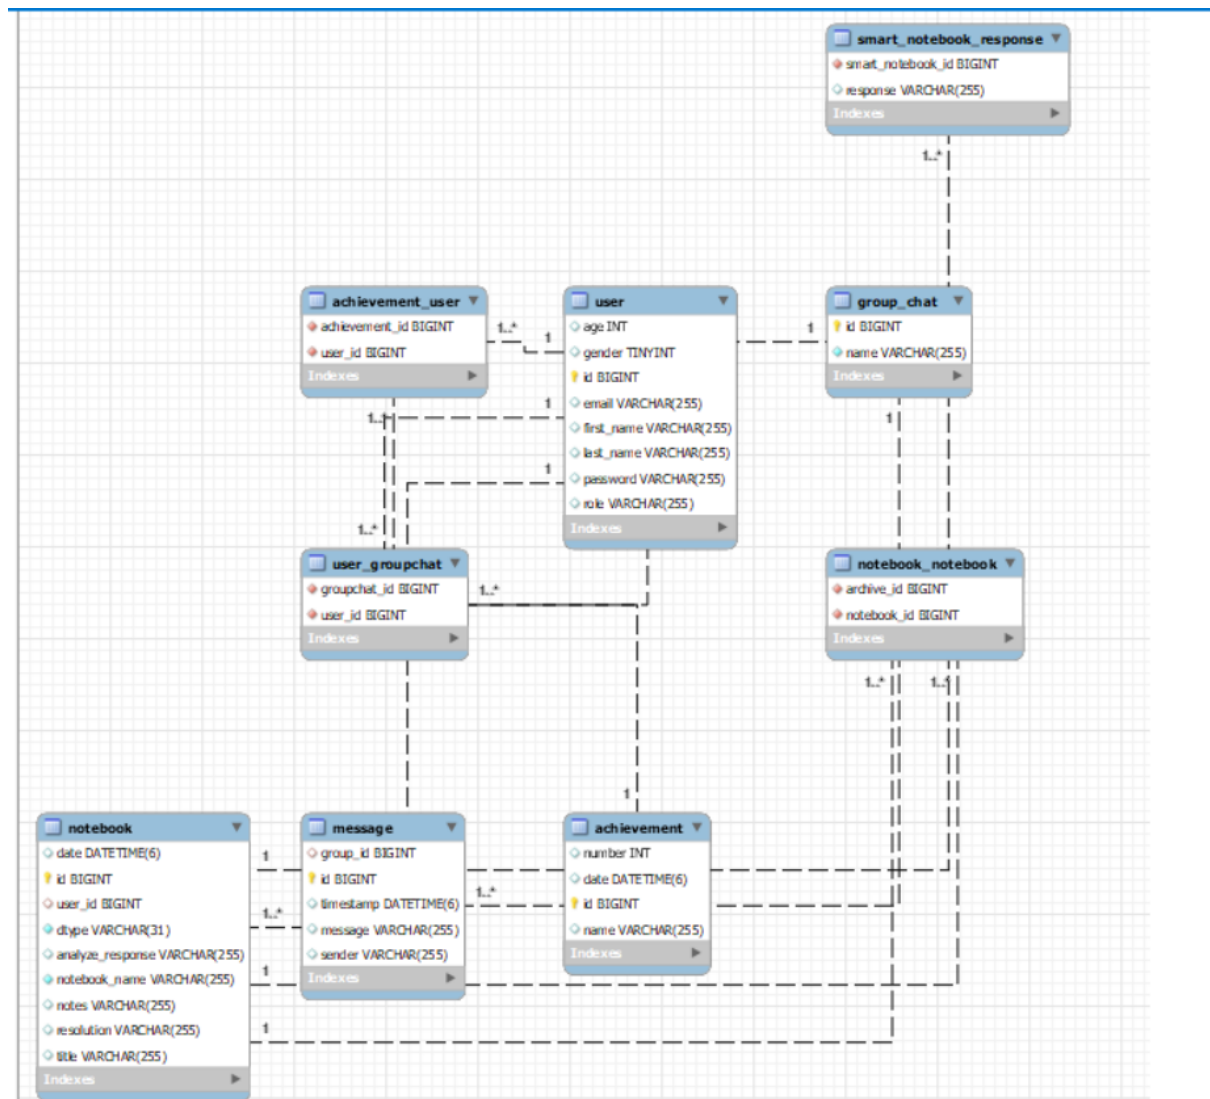 smart_notebook_response
smart_notebook_id BIGINT
response VARCHAR(255)
Indexes
1..*
achievement_user
achievement_id BIGINT
user_id BIGINT
Indexes
1..*
1
user
age INT
gender TINYINT
id BIGINT
email VARCHAR(255)
first_name VARCHAR(255)
last_name VARCHAR(255)
password VARCHAR(255)
role VARCHAR(255)
Indexes
1
group_chat
id BIGINT
name VARCHAR(255)
Indexes
1
1..*
1
1
1..*
user_groupchat
groupchat_id BIGINT
user_id BIGINT
Indexes
1..*
notebook_notebook
archive_id BIGINT
notebook_id BIGINT
Indexes
1..*
1..*
1
notebook
date DATETIME(6)
id BIGINT
user_id BIGINT
dtype VARCHAR(31)
analyze_response VARCHAR(255)
notebook_name VARCHAR(255)
notes VARCHAR(255)
resolution VARCHAR(255)
title VARCHAR(255)
Indexes
1
1..*
1
1
message
group_id BIGINT
id BIGINT
timestamp DATETIME(6)
message VARCHAR(255)
sender VARCHAR(255)
Indexes
1..*
achievement
number INT
date DATETIME(6)
id BIGINT
name VARCHAR(255)
Indexes